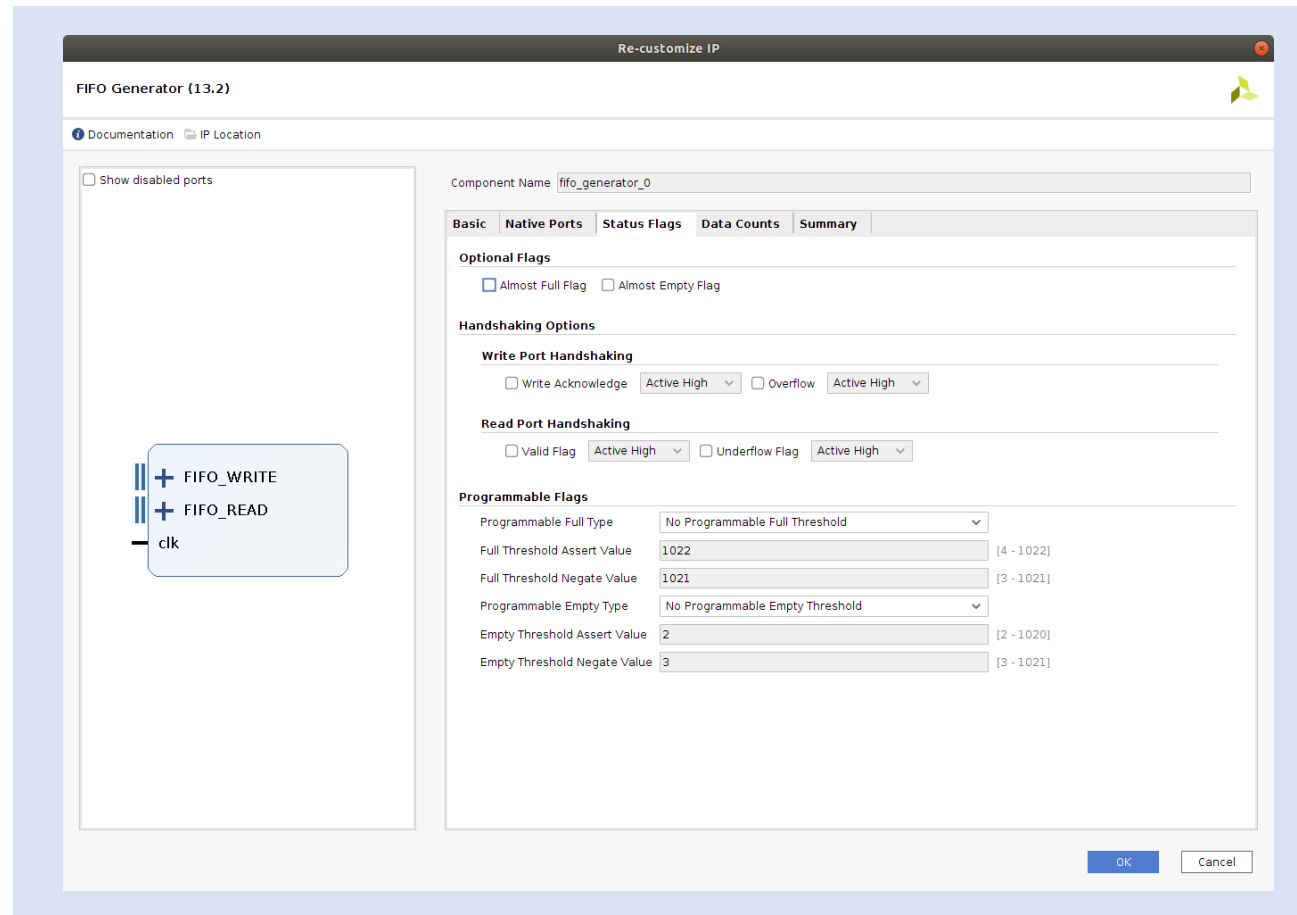 Re-customize IP
FIFO Generator (13.2)
Documentation IP Location
Show disabled ports
FIFO_WRITE
FIFO_READ
clk
Component Name fifo_generator_0
Basic Native Ports Status Flags Data Counts Summary
Optional Flags
Almost Full Flag Almost Empty Flag
Handshaking Options
Write Port Handshaking
Write Acknowledge Active High Overflow Active High
Read Port Handshaking
Valid Flag Active High Underflow Flag Active High
Programmable Flags
Programmable Full Type No Programmable Full Threshold
Full Threshold Assert Value 1022 [4 - 1022]
Full Threshold Negate Value 1021 [3 - 1021]
Programmable Empty Type No Programmable Empty Threshold
Empty Threshold Assert Value 2 [2 - 1020]
Empty Threshold Negate Value 3 [3 - 1021]
OK Cancel